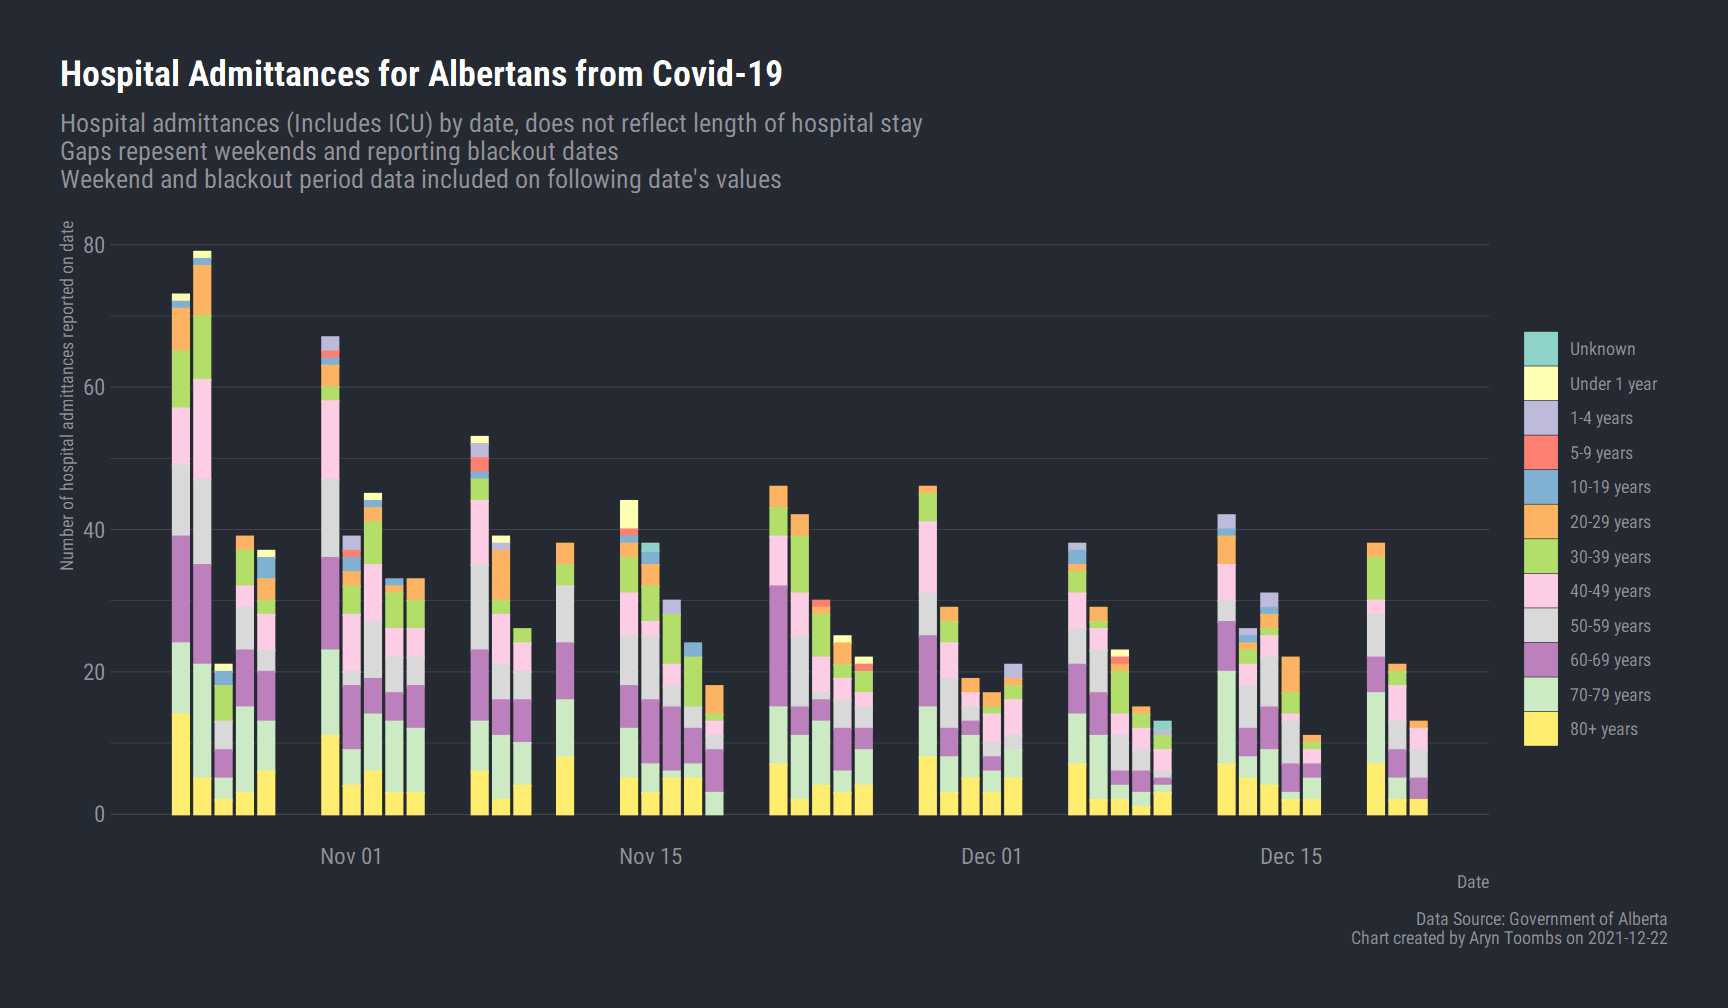 Hospital Admittances for Albertans from Covid-19
Hospital admittances (Includes ICU) by date, does not reflect length of hospital stay
Gaps repesent weekends and reporting blackout dates
Weekend and blackout period data included on following date's values
Number of hospital admittances reported on date
80
60
40
20
0
Nov 01
Nov 15
Dec 01
Dec 15
Date
Unknown
Under 1 year
1-4 years
5-9 years
10-19 years
20-29 years
30-39 years
40-49 years
50-59 years
60-69 years
70-79 years
80+ years
Data Source: Government of Alberta
Chart created by Aryn Toombs on 2021-12-22